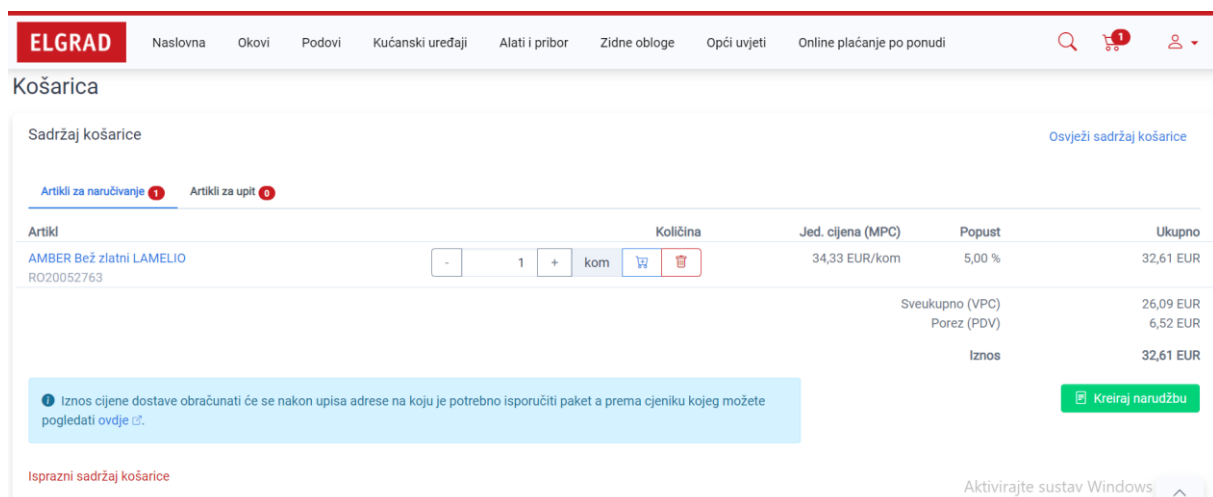 ELGRAD Naslovna Okovi Podovi Kućanski uređaji Alati i pribor Zidne obloge Opći uvjeti Online plaćanje po ponudi 1
Košarica
Sadržaj košarice Osvježi sadržaj košarice
Artikli za naručivanje 1 Artikli za upit 0
Artikl Količina Jed. cijena (MPC) Popust Ukupno
AMBER Bež zlatni LAMELIO - 1 + kom 34,33 EUR/kom 5,00 % 32,61 EUR
RO20052763
Sveukupno (VPC) 26,09 EUR
Porez (PDV) 6,52 EUR
Iznos 32,61 EUR
Iznos cijene dostave obračunati će se nakon upisa adrese na koju je potrebno isporučiti paket a prema cjeniku kojeg možete
pogledati ovdje.
Kreiraj narudžbu
Isprazni sadržaj košarice
Aktivirajte sustav Windows